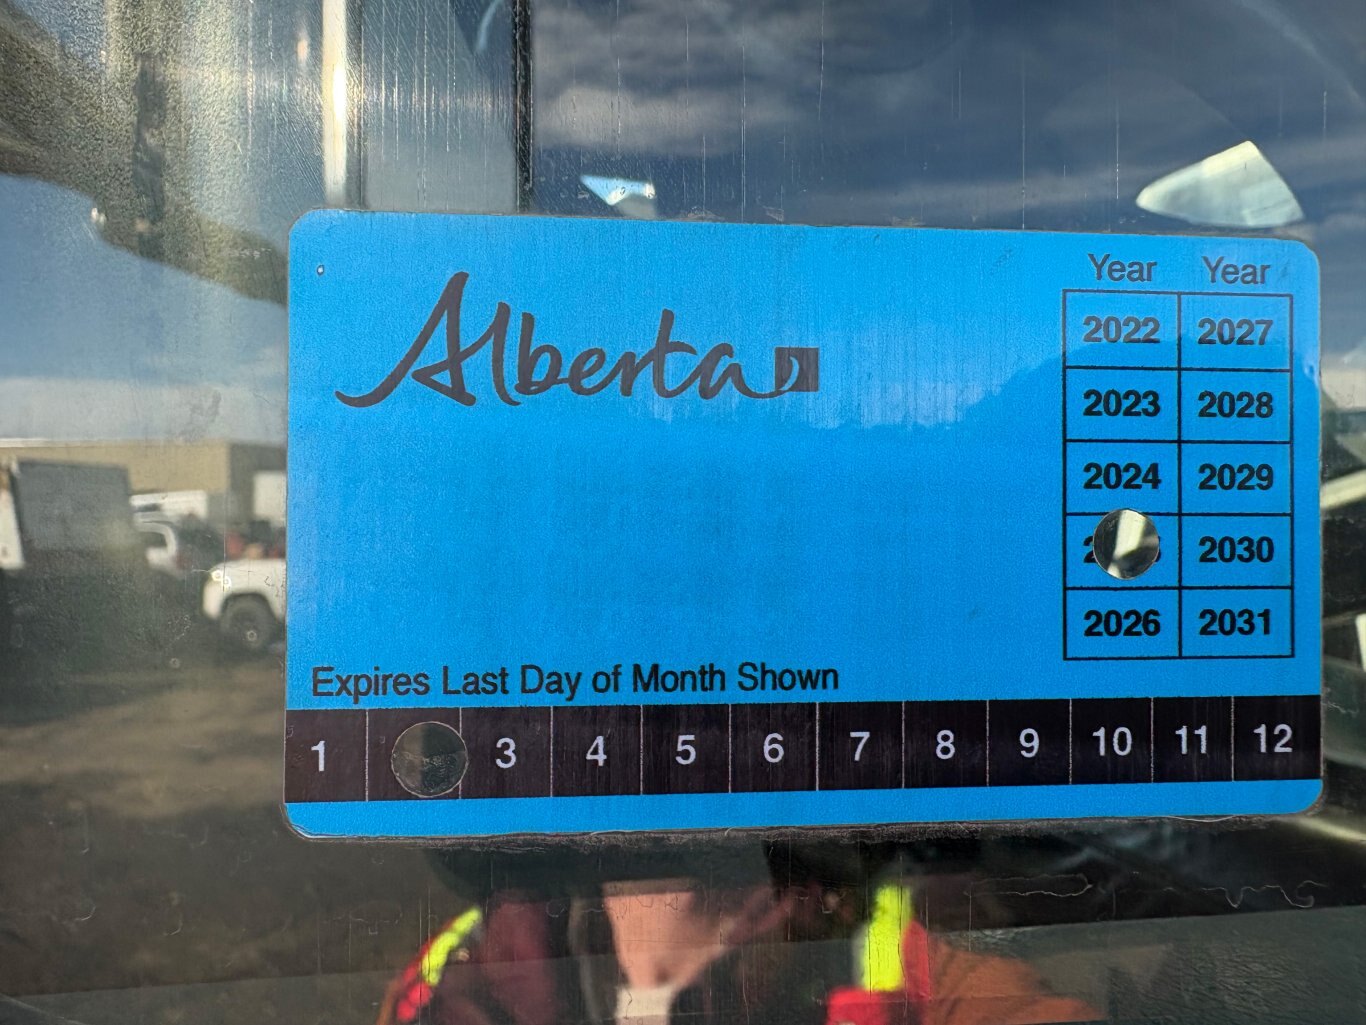 Alberta
Year Year
2022 2027
2023 2028
2024 2029
2030
2026 2031
Expires Last Day of Month Shown
1 3 4 5 6 7 8 9 10 11 12